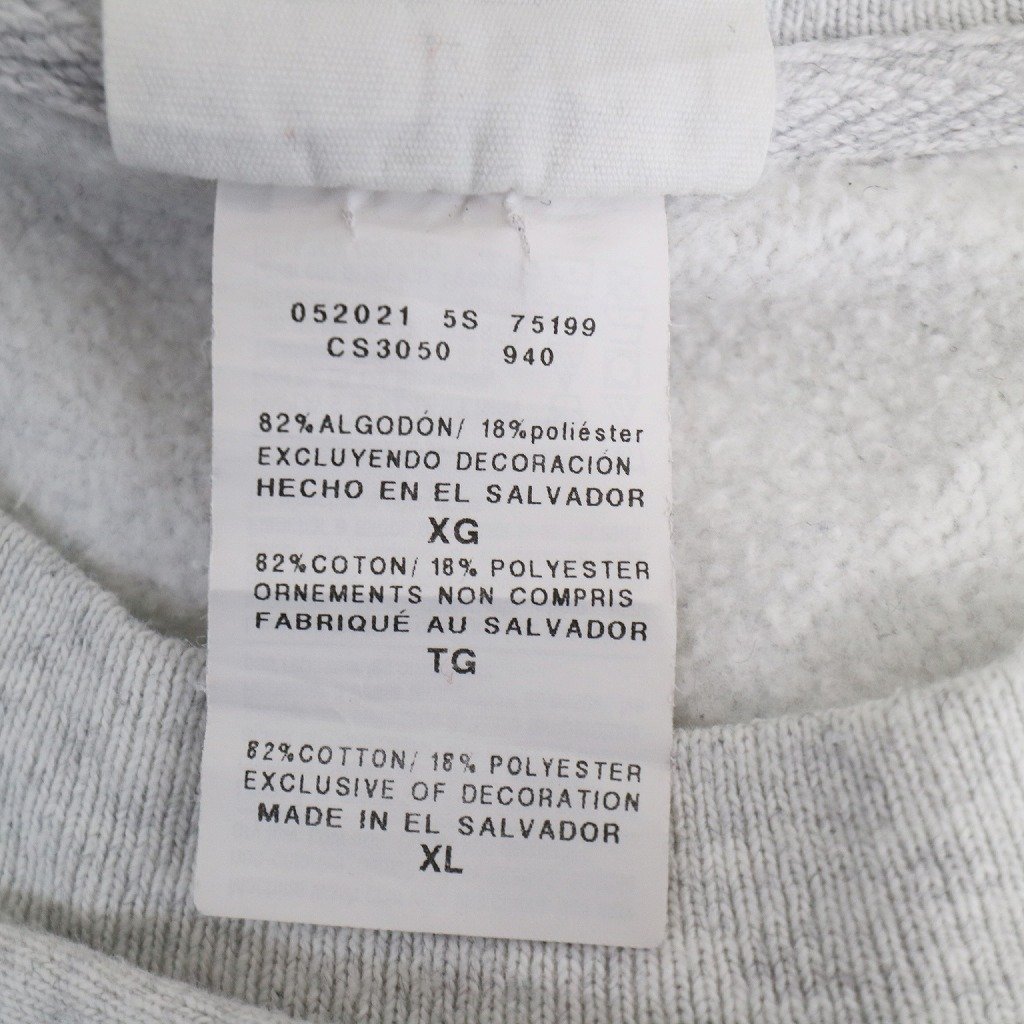 052021 5S 75199
CS3050 940
82%ALGODÓN/ 18%poliéster
EXCLUYENDO DECORACIÓN
HECHO EN EL SALVADOR
XG
82%COTON/ 18% POLYESTER
ORNEMENTS NON COMPRIS
FABRIQUÉ AU SALVADOR
TG
82%COTTON/ 18% POLYESTER
EXCLUSIVE OF DECORATION
MADE IN EL SALVADOR
XL